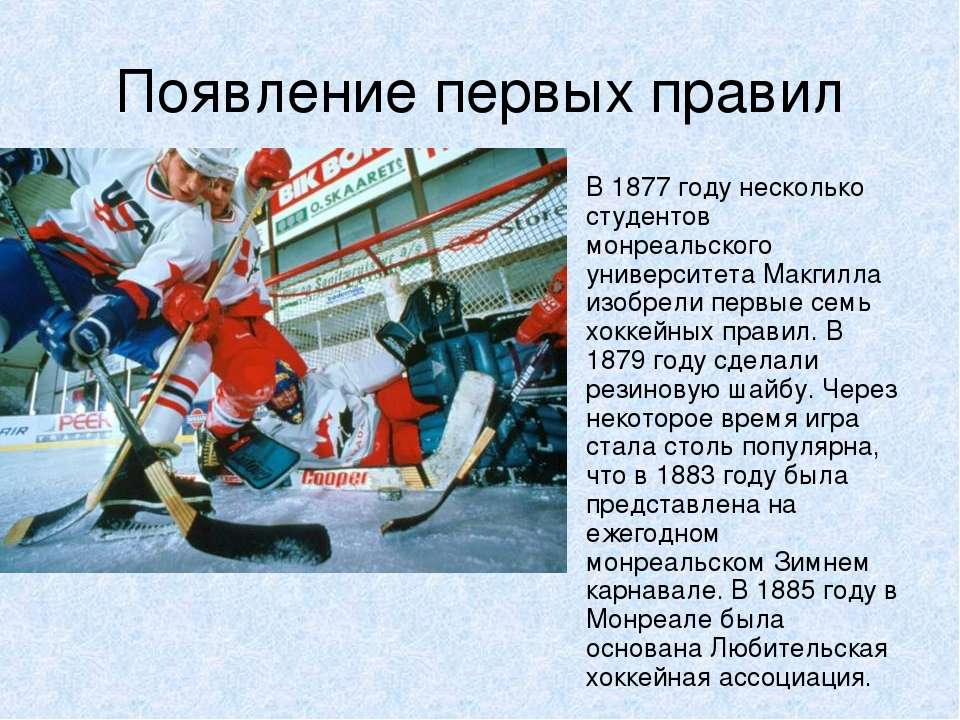 Появление первых правил
В 1877 году несколько
студентов
монреальского
университета Макгилла
изобрели первые семь
хоккейных правил. В
1879 году сделали
резиновую шайбу. Через
некоторое время игра
стала столь популярна,
что в 1883 году была
представлена на
ежегодном
монреальском Зимнем
карнавале. В 1885 году в
Монреале была
основана Любительская
хоккейная ассоциация.
USA
BIK BOK
O.SKAARETS
store
PEER
AIR
Cooper